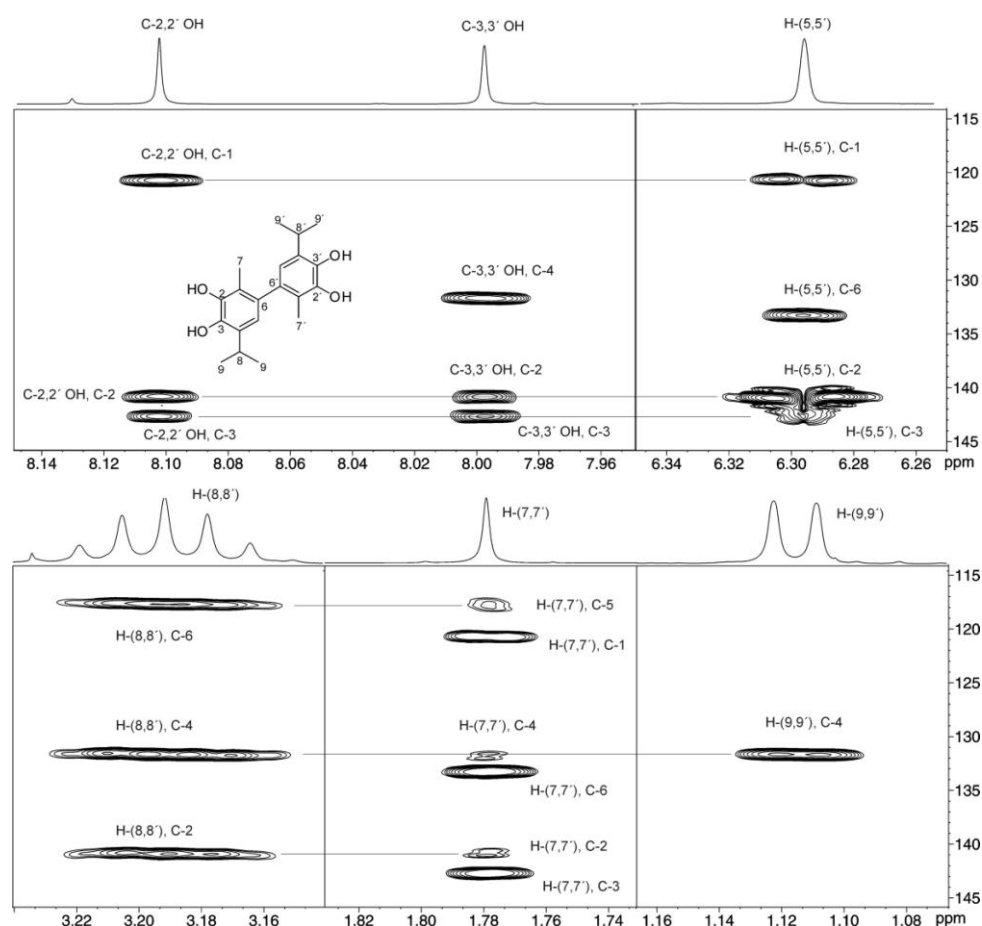 C-2,2´ OH
C-3,3´ OH
H-(5,5´)
C-2,2´ OH, C-1
H-(5,5´), C-1
C-3,3´ OH, C-4
H-(5,5´), C-6
C-2,2´ OH, C-2
C-3,3´ OH, C-2
H-(5,5´), C-2
C-2,2´ OH, C-3
C-3,3´ OH, C-3
H-(5,5´), C-3
9´ 9´
8´
7 3´ OH
6´
2 2´ OH
HO 6
3 7´
HO
8
9 9
115
120
125
130
135
140
145
8.14 8.12 8.10 8.08 8.06 8.04 8.02 8.00 7.98 7.96 6.34 6.32 6.30 6.28 6.26 ppm
H-(8,8´)
H-(7,7´)
H-(9,9´)
H-(7,7´), C-5
H-(8,8´), C-6
H-(7,7´), C-1
H-(8,8´), C-4
H-(7,7´), C-4
H-(9,9´), C-4
H-(7,7´), C-6
H-(8,8´), C-2
H-(7,7´), C-2
H-(7,7´), C-3
115
120
125
130
135
140
145
3.22 3.20 3.18 3.16 1.82 1.80 1.78 1.76 1.74 1.16 1.14 1.12 1.10 1.08 ppm